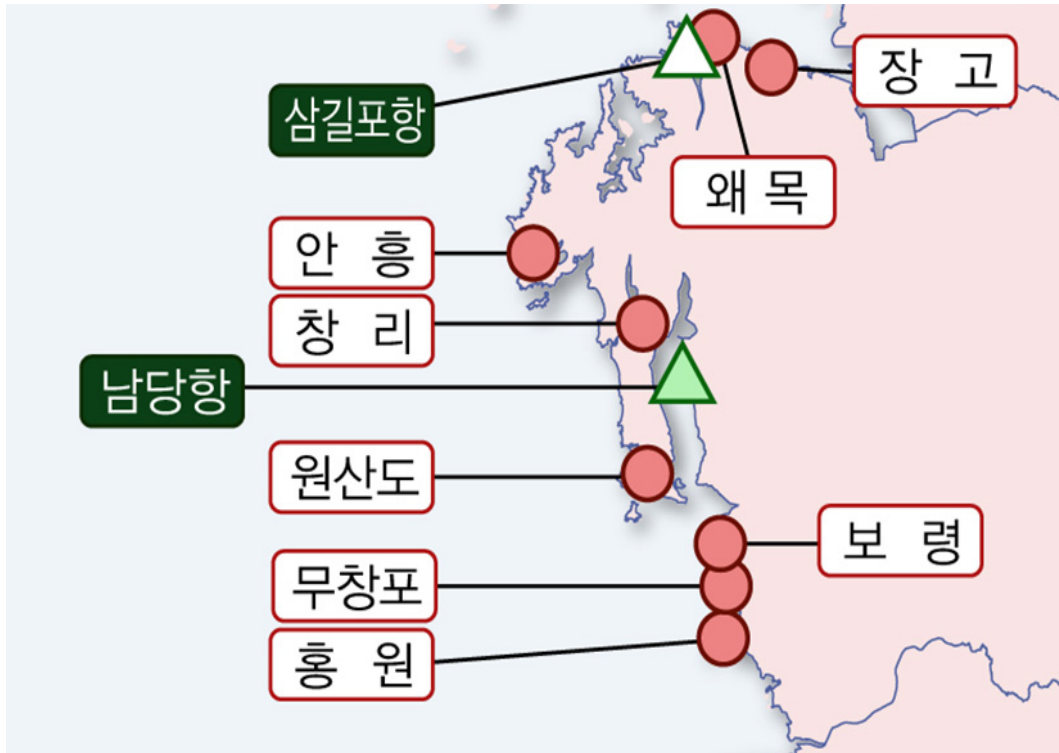 장 고
삼길포항
왜 목
안 흥
창 리
남당항
원산도
보 령
무창포
홍 원